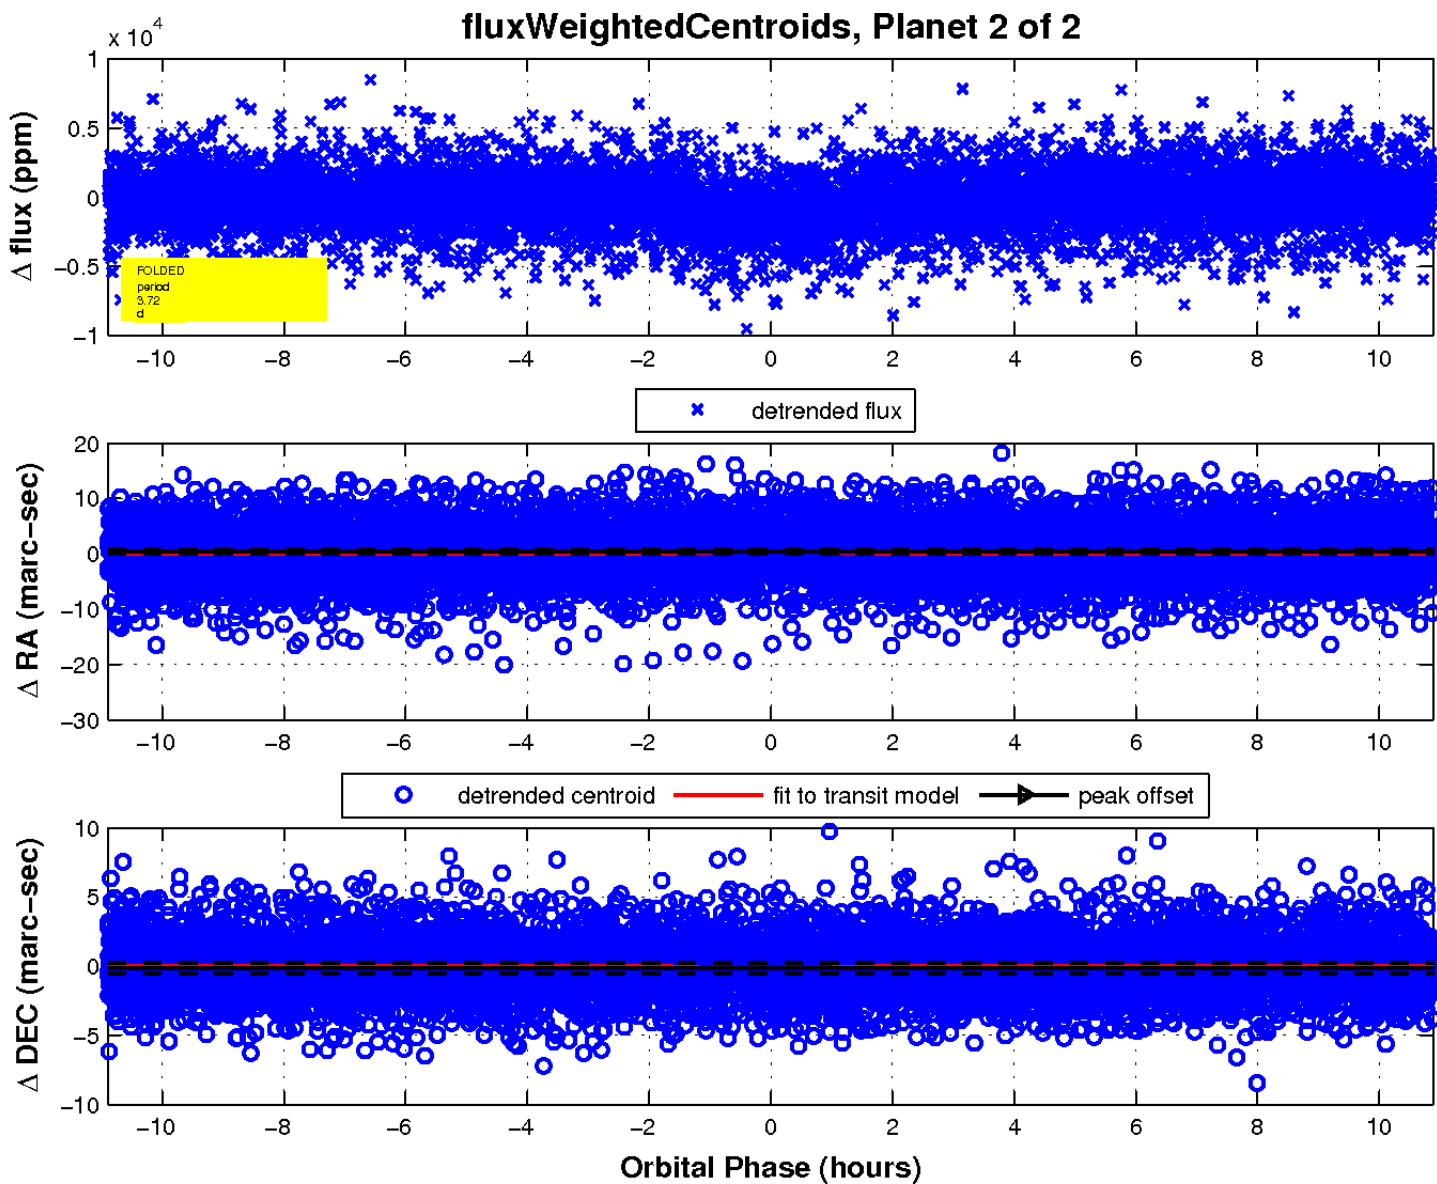 fluxWeightedCentroids, Planet 2 of 2
x 10^4
1
0.5
0
−0.5
−1
Δ flux (ppm)
FOLDED
period
3.72
d
−10 −8 −6 −4 −2 0 2 4 6 8 10
detrended flux
20
10
0
−10
−20
−30
Δ RA (marc−sec)
−10 −8 −6 −4 −2 0 2 4 6 8 10
detrended centroid fit to transit model peak offset
10
5
0
−5
−10
Δ DEC (marc−sec)
−10 −8 −6 −4 −2 0 2 4 6 8 10
Orbital Phase (hours)